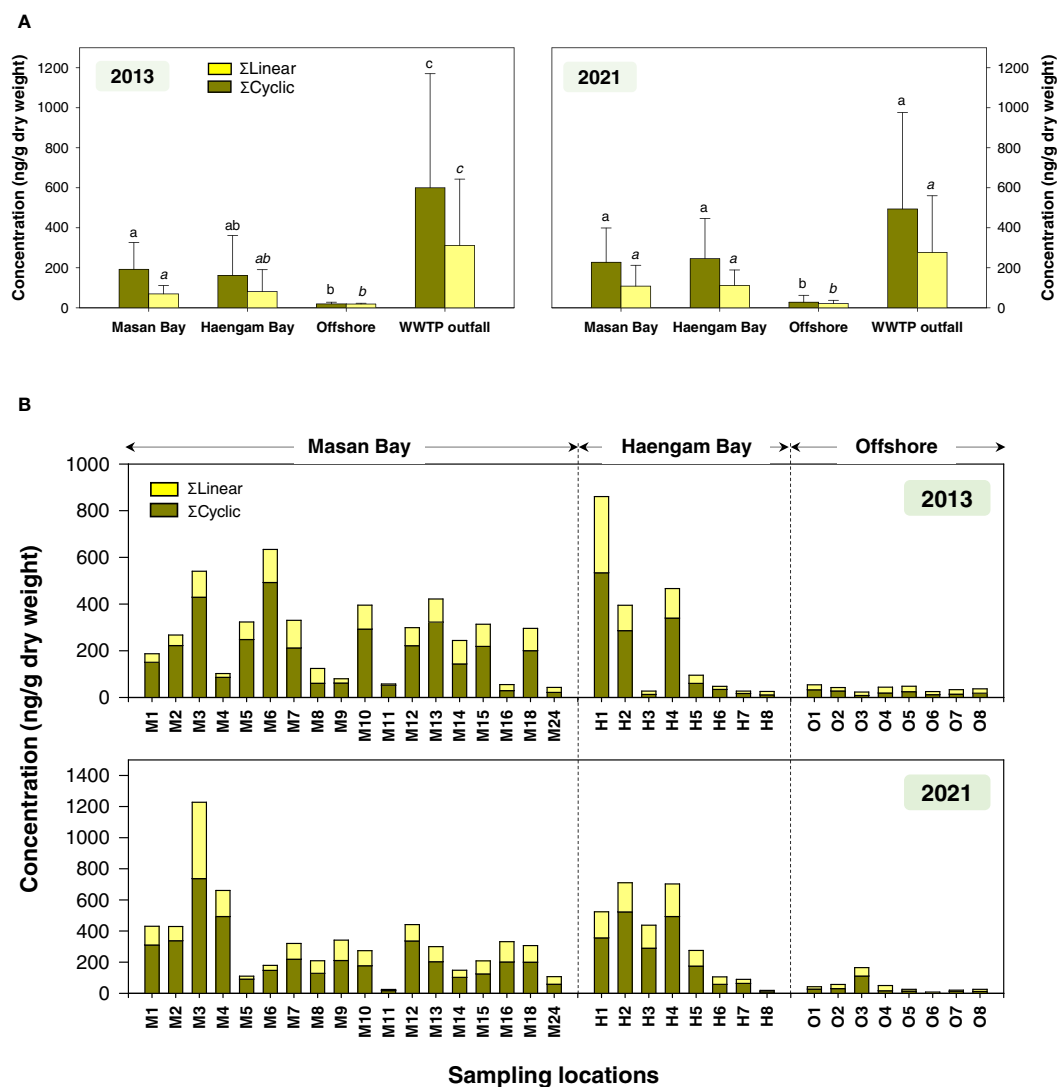 A
Concentration (ng/g dry weight)
1200
1000
800
600
400
200
0
2013
ΣLinear
ΣCyclic
a
a
ab
ab
b
b
c
c
Masan Bay
Haengam Bay
Offshore
WWTP outfall
2021
a
a
a
a
b
b
a
a
Masan Bay
Haengam Bay
Offshore
WWTP outfall
1200
1000
800
600
400
200
0
Concentration (ng/g dry weight)
B
Masan Bay
Haengam Bay
Offshore
Concentration (ng/g dry weight)
1000
800
600
400
200
0
ΣLinear
ΣCyclic
2013
M1 M2 M3 M4 M5 M6 M7 M8 M9 M10 M11 M12 M13 M14 M15 M16 M18 M24 H1 H2 H3 H4 H5 H6 H7 H8 O1 O2 O3 O4 O5 O6 O7 O8
1400
1200
1000
800
600
400
200
0
2021
M1 M2 M3 M4 M5 M6 M7 M8 M9 M10 M11 M12 M13 M14 M15 M16 M18 M24 H1 H2 H3 H4 H5 H6 H7 H8 O1 O2 O3 O4 O5 O6 O7 O8
Sampling locations